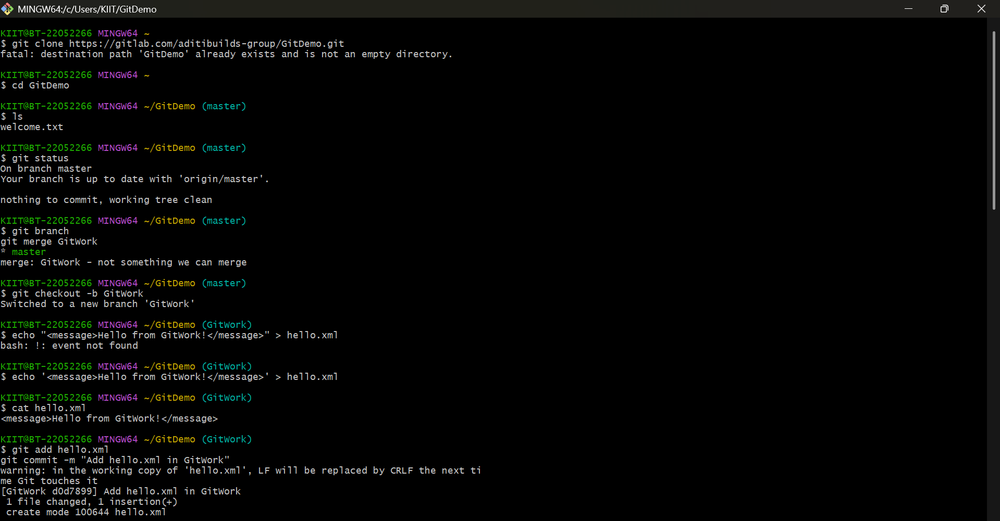 MINGW64:/c/Users/KIIT/GitDemo
KIIT@BT-22052266 MINGW64 ~
$ git clone https://gitlab.com/aditibuilds-group/GitDemo.git
fatal: destination path 'GitDemo' already exists and is not an empty directory.
KIIT@BT-22052266 MINGW64 ~
$ cd GitDemo
KIIT@BT-22052266 MINGW64 ~/GitDemo (master)
$ ls
welcome.txt
KIIT@BT-22052266 MINGW64 ~/GitDemo (master)
$ git status
On branch master
Your branch is up to date with 'origin/master'.
nothing to commit, working tree clean
KIIT@BT-22052266 MINGW64 ~/GitDemo (master)
$ git branch
git merge GitWork
* master
merge: GitWork - not something we can merge
KIIT@BT-22052266 MINGW64 ~/GitDemo (master)
$ git checkout -b GitWork
Switched to a new branch 'GitWork'
KIIT@BT-22052266 MINGW64 ~/GitDemo (GitWork)
$ echo "<message>Hello from GitWork!</message>" > hello.xml
bash: !: event not found
KIIT@BT-22052266 MINGW64 ~/GitDemo (GitWork)
$ echo '<message>Hello from GitWork!</message>' > hello.xml
KIIT@BT-22052266 MINGW64 ~/GitDemo (GitWork)
$ cat hello.xml
<message>Hello from GitWork!</message>
KIIT@BT-22052266 MINGW64 ~/GitDemo (GitWork)
$ git add hello.xml
git commit -m "Add hello.xml in GitWork"
warning: in the working copy of 'hello.xml', LF will be replaced by CRLF the next ti
me Git touches it
[GitWork d0d7899] Add hello.xml in GitWork
 1 file changed, 1 insertion(+)
 create mode 100644 hello.xml